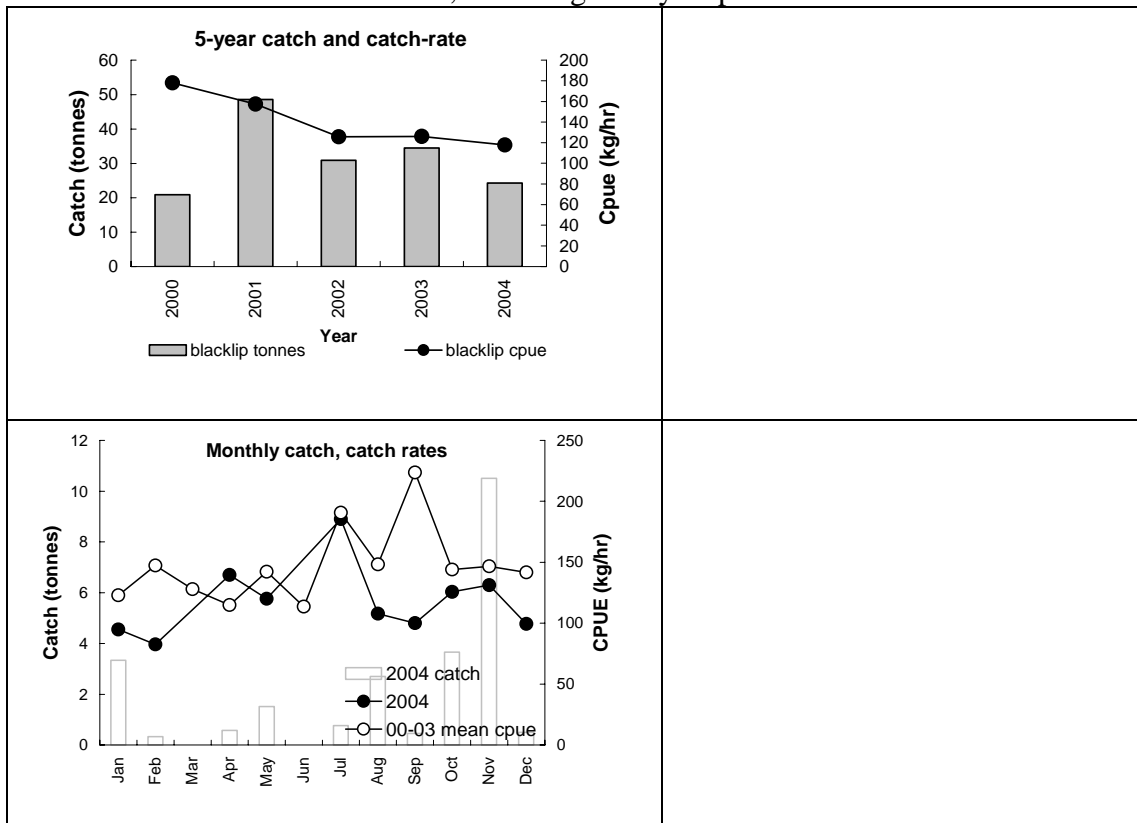 5-year catch and catch-rate
Catch (tonnes)
60
50
40
30
20
10
0
200
180
160
140
120
100
80
60
40
20
0
Cpue (kg/hr)
2000
2001
2002
2003
2004
Year
blacklip tonnes
blacklip cpue
Monthly catch, catch rates
Catch (tonnes)
12
10
8
6
4
2
0
250
200
150
100
50
0
CPUE (kg/hr)
2004 catch
2004
00-03 mean cpue
Jan
Feb
Mar
Apr
May
Jun
Jul
Aug
Sep
Oct
Nov
Dec